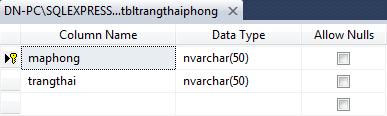 DN-PC\SQLEXPRESS...tbltrangthaiphong
Column Name Data Type Allow Nulls
maphong nvarchar(50)
trangthai nvarchar(50)